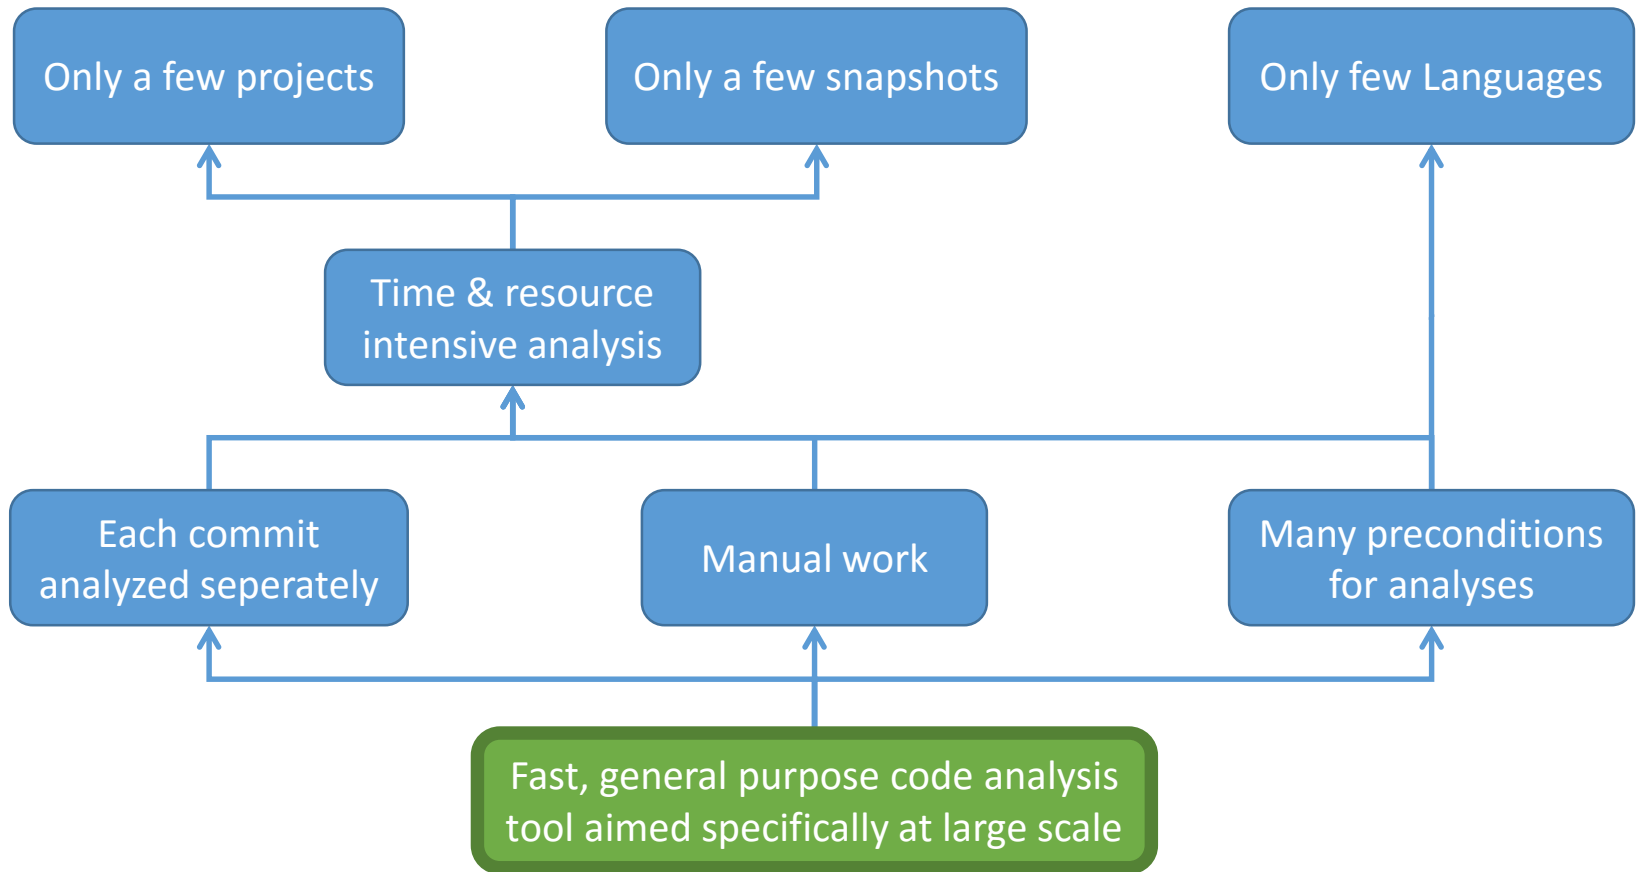 Only a few projects
Only a few snapshots
Only few Languages
Time & resource
intensive analysis
Each commit
analyzed seperately
Manual work
Many preconditions
for analyses
Fast, general purpose code analysis
tool aimed specifically at large scale